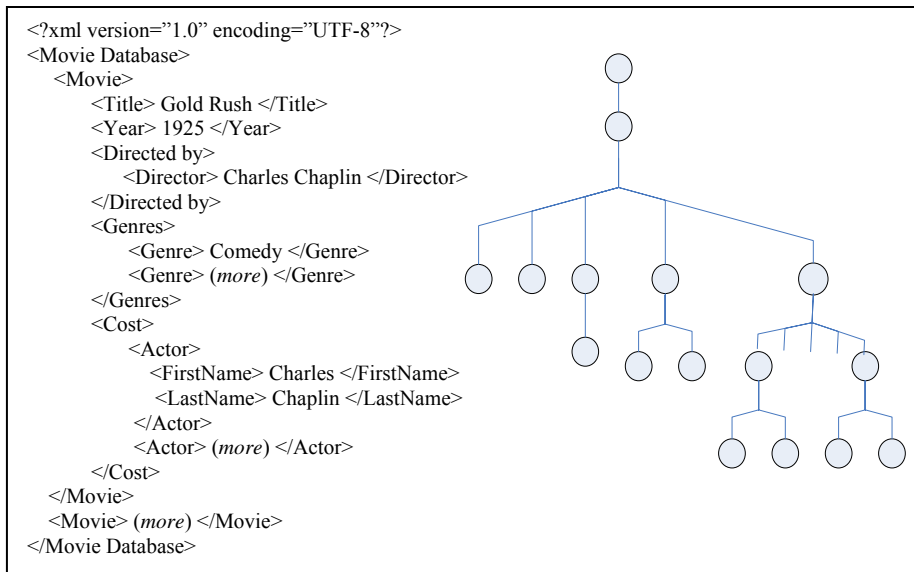 <?xml version=”1.0” encoding=”UTF-8”?>
<Movie Database>
<Movie>
<Title> Gold Rush </Title>
<Year> 1925 </Year>
<Directed by>
<Director> Charles Chaplin </Director>
</Directed by>
<Genres>
<Genre> Comedy </Genre>
<Genre> (more) </Genre>
</Genres>
<Cost>
<Actor>
<FirstName> Charles </FirstName>
<LastName> Chaplin </LastName>
</Actor>
<Actor> (more) </Actor>
</Cost>
</Movie>
<Movie> (more) </Movie>
</Movie Database>